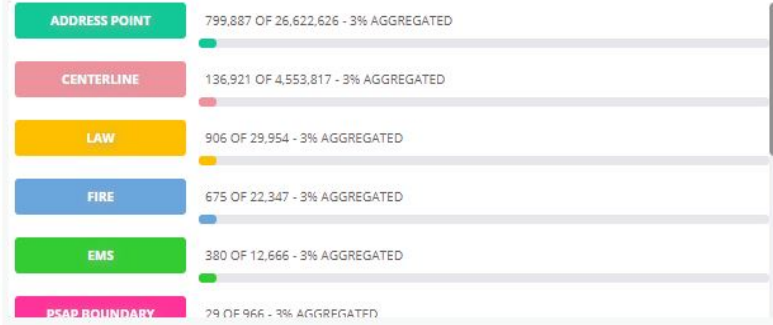 ADDRESS POINT 799,887 OF 26,622,626 - 3% AGGREGATED
CENTERLINE 136,921 OF 4,553,817 - 3% AGGREGATED
LAW 906 OF 29,954 - 3% AGGREGATED
FIRE 675 OF 22,347 - 3% AGGREGATED
EMS 380 OF 12,666 - 3% AGGREGATED
PSAP BOUNDARY 29 OF 966 - 3% AGGREGATED